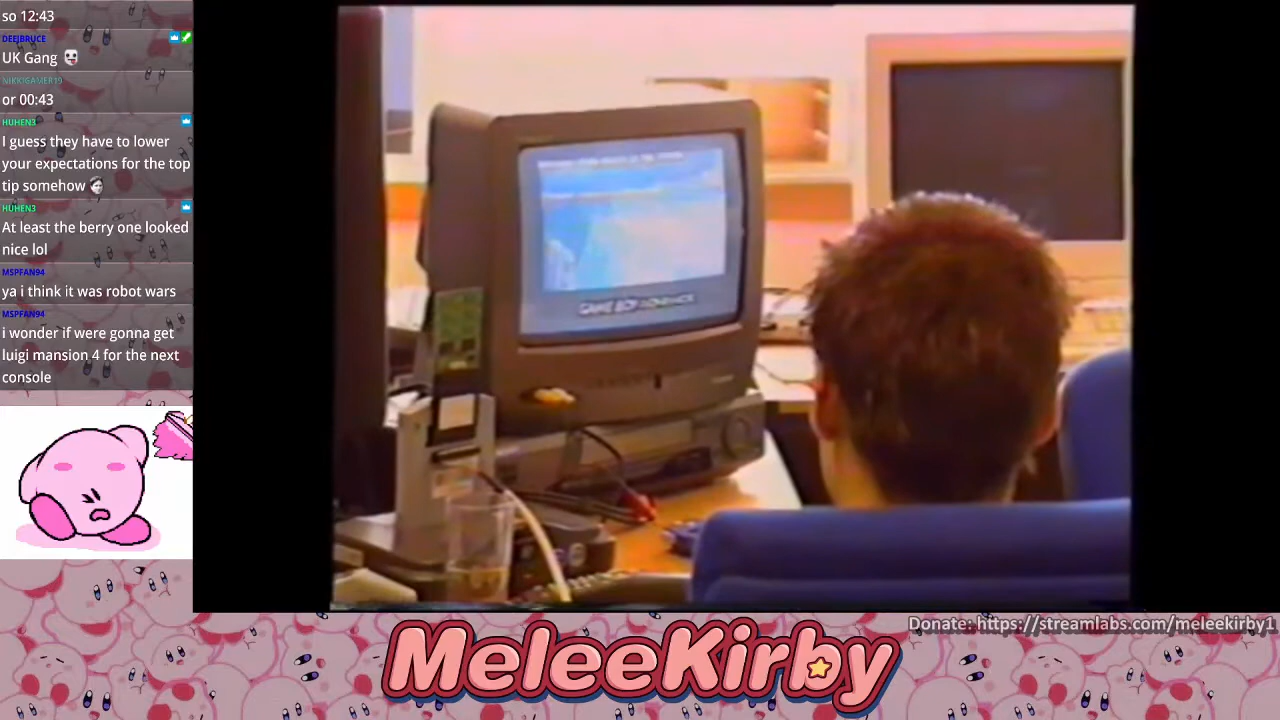 so 12:43
DEEJBRUCE
UK Gang
NIKKIGAMER19
or 00:43
HUHEN3
I guess they have to lower
your expectations for the top
tip somehow
HUHEN3
At least the berry one looked
nice lol
MSPFAN94
ya i think it was robot wars
MSPFAN94
i wonder if were gonna get
luigi mansion 4 for the next
console
GAME BOY ADVANCE
Donate: https://streamlabs.com/meleekirby1
MeleeKirby